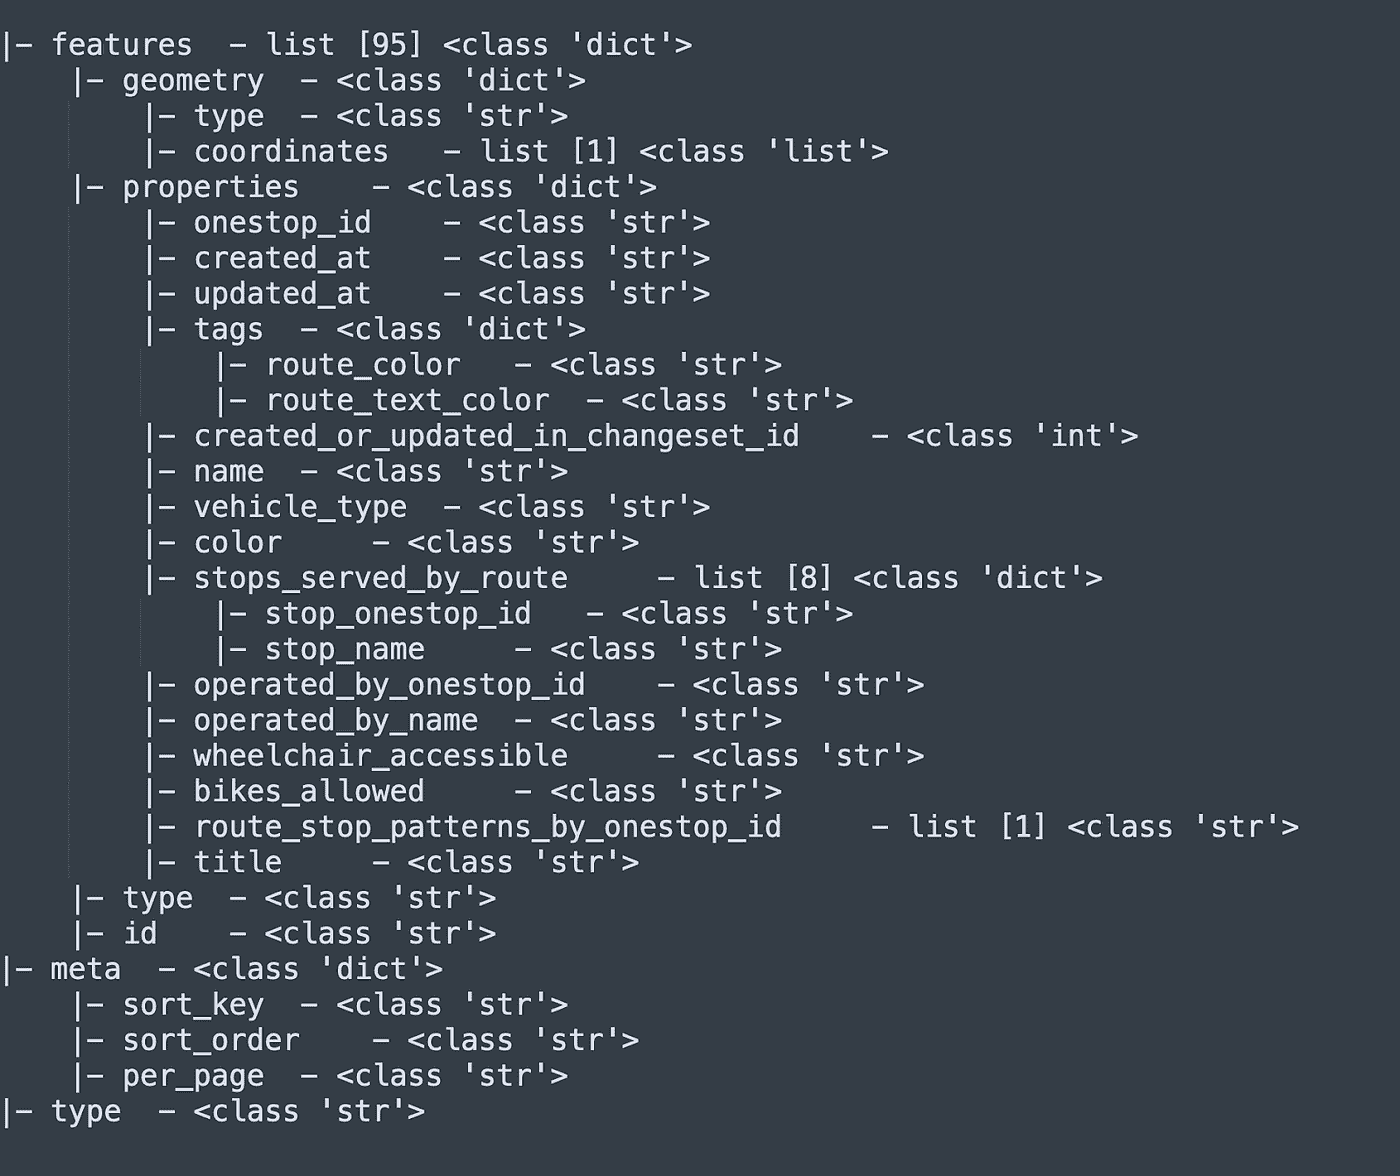 |- features  - list [95] <class 'dict'>
    |- geometry  - <class 'dict'>
        |- type  - <class 'str'>
        |- coordinates   - list [1] <class 'list'>
    |- properties    - <class 'dict'>
        |- onestop_id    - <class 'str'>
        |- created_at    - <class 'str'>
        |- updated_at    - <class 'str'>
        |- tags  - <class 'dict'>
            |- route_color   - <class 'str'>
            |- route_text_color  - <class 'str'>
        |- created_or_updated_in_changeset_id    - <class 'int'>
        |- name  - <class 'str'>
        |- vehicle_type  - <class 'str'>
        |- color     - <class 'str'>
        |- stops_served_by_route     - list [8] <class 'dict'>
            |- stop_onestop_id   - <class 'str'>
            |- stop_name     - <class 'str'>
        |- operated_by_onestop_id    - <class 'str'>
        |- operated_by_name  - <class 'str'>
        |- wheelchair_accessible     - <class 'str'>
        |- bikes_allowed     - <class 'str'>
        |- route_stop_patterns_by_onestop_id     - list [1] <class 'str'>
        |- title     - <class 'str'>
    |- type  - <class 'str'>
    |- id    - <class 'str'>
|- meta  - <class 'dict'>
    |- sort_key  - <class 'str'>
    |- sort_order    - <class 'str'>
    |- per_page  - <class 'str'>
|- type  - <class 'str'>